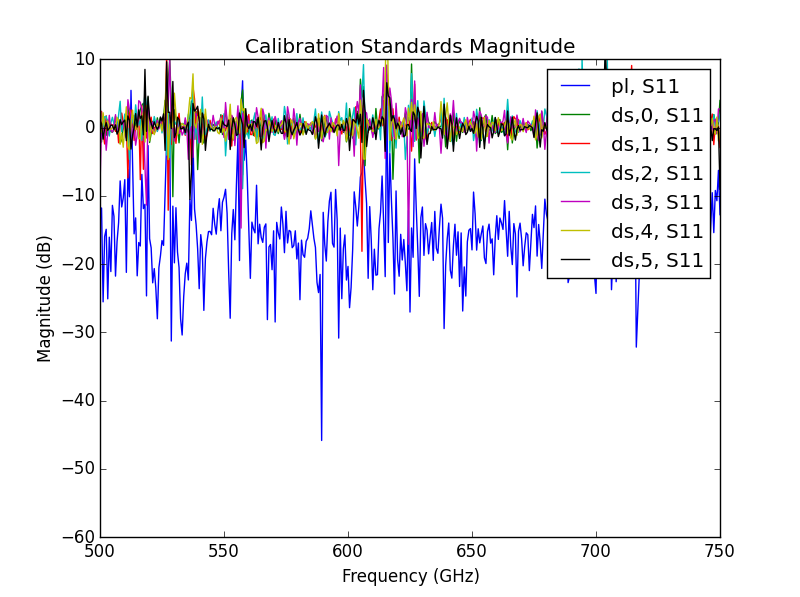 Calibration Standards Magnitude
10
0
−10
−20
−30
−40
−50
−60
Magnitude (dB)
pl, S11
ds,0, S11
ds,1, S11
ds,2, S11
ds,3, S11
ds,4, S11
ds,5, S11
500
550
600
650
700
750
Frequency (GHz)